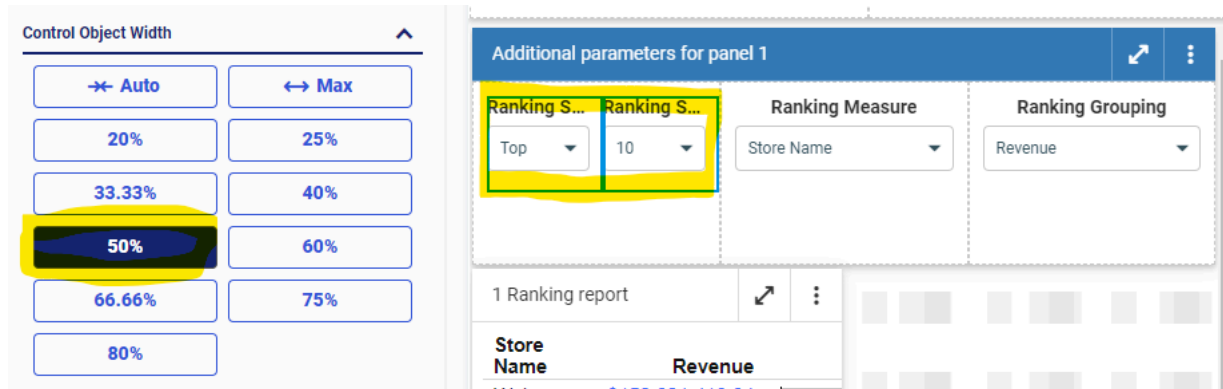 Control Object Width
Auto
Max
20%
25%
33.33%
40%
50%
60%
66.66%
75%
80%
Additional parameters for panel 1
Ranking S... Ranking S... Ranking Measure Ranking Grouping
Top 10 Store Name Revenue
1 Ranking report
Store
Name Revenue